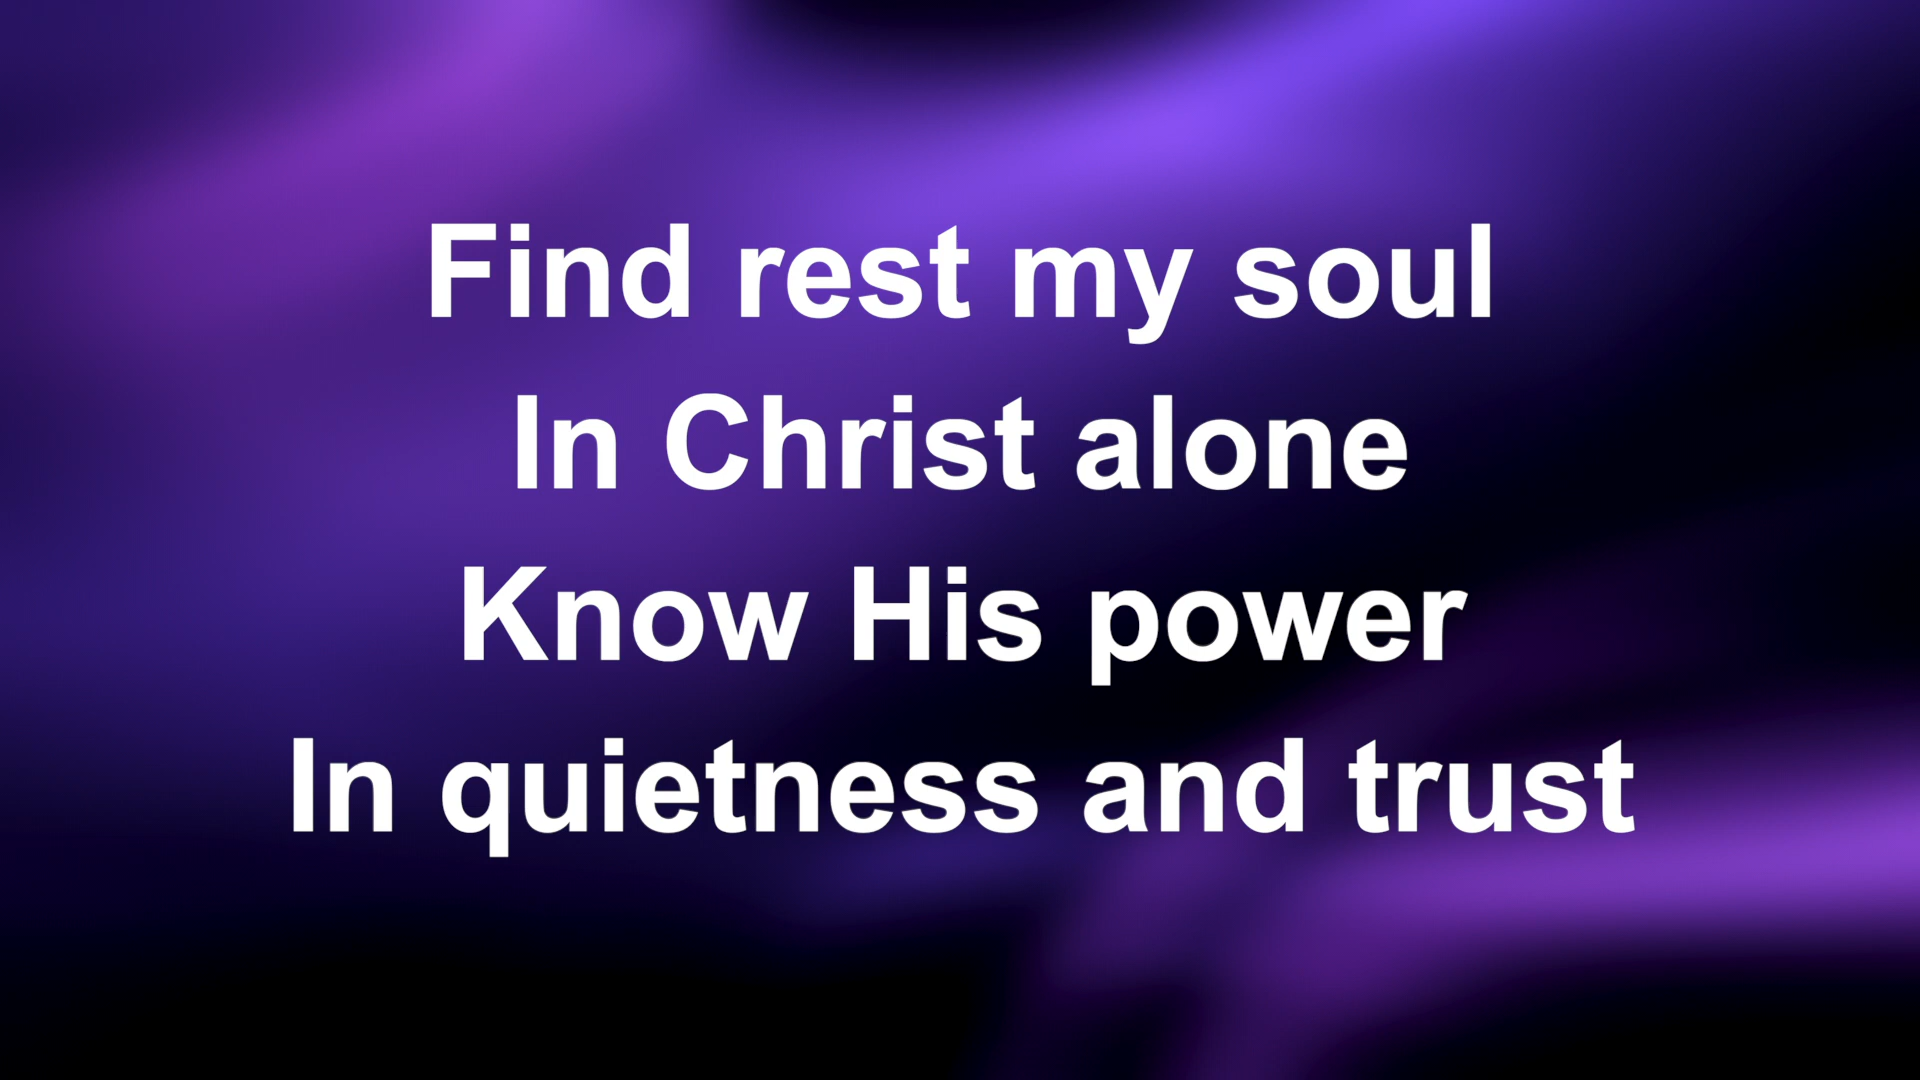 Find rest my soul
In Christ alone
Know His power
In quietness and trust